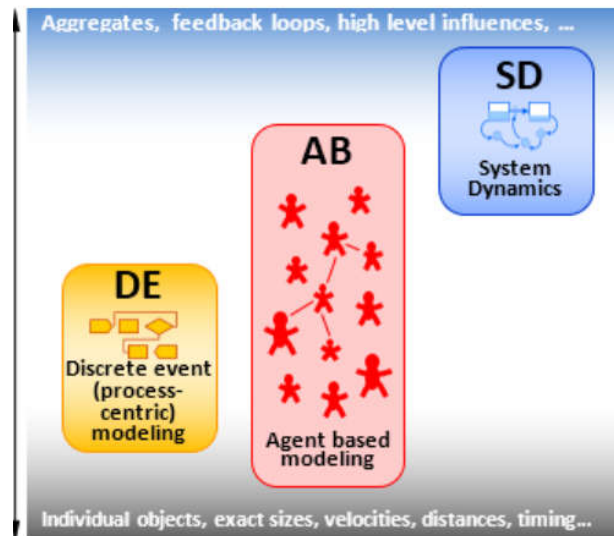 Aggregates, feedback loops, high level influences, ...
SD
System
Dynamics
AB
Agent based
modeling
DE
Discrete event
(process-
centric)
modeling
Individual objects, exact sizes, velocities, distances, timing...